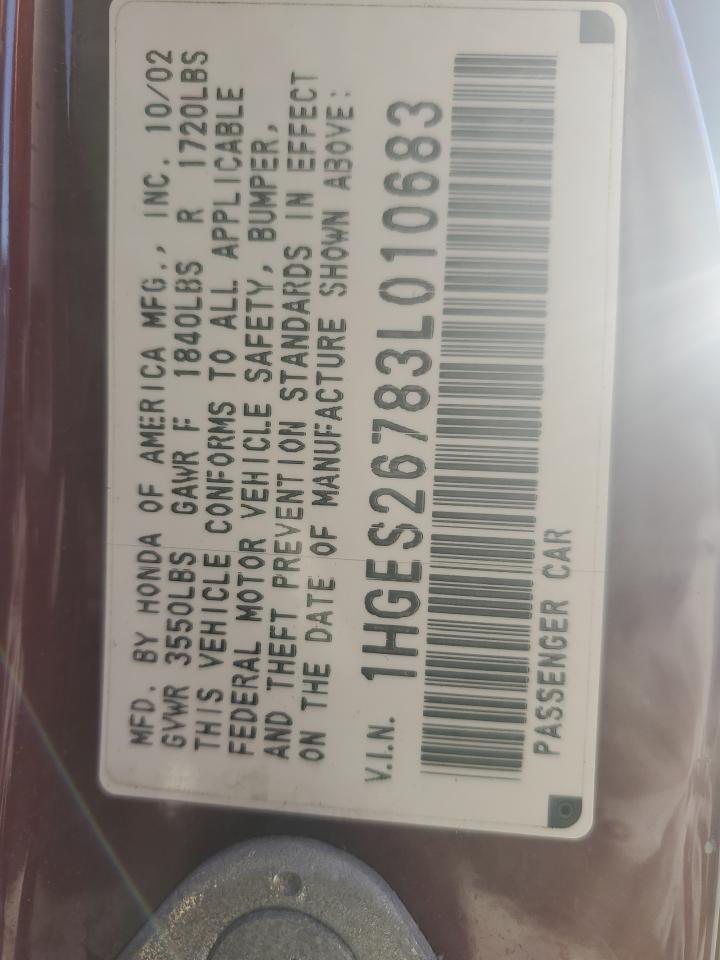 MFD. BY HONDA OF AMERICA MFG., INC. 10/02
GVWR 3550LBS GAWR F 1840LBS R 1720LBS
THIS VEHICLE CONFORMS TO ALL APPLICABLE
FEDERAL MOTOR VEHICLE SAFETY, BUMPER,
AND THEFT PREVENTION STANDARDS IN EFFECT
ON THE DATE OF MANUFACTURE SHOWN ABOVE:
V.I.N. 1HGES26783L010683
PASSENGER CAR